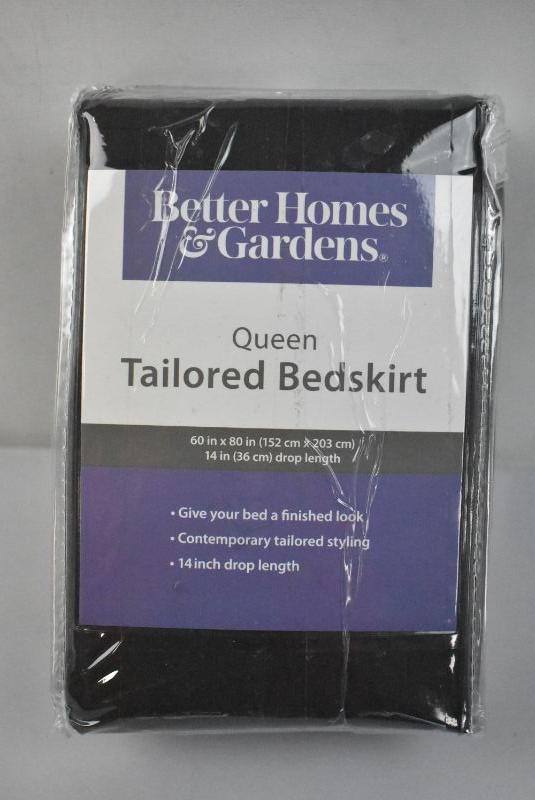 Better Homes
& Gardens®
Queen
Tailored Bedskirt
60 in x 80 in (152 cm x 203 cm)
14 in (36 cm) drop length
• Give your bed a finished look
• Contemporary tailored styling
• 14 inch drop length